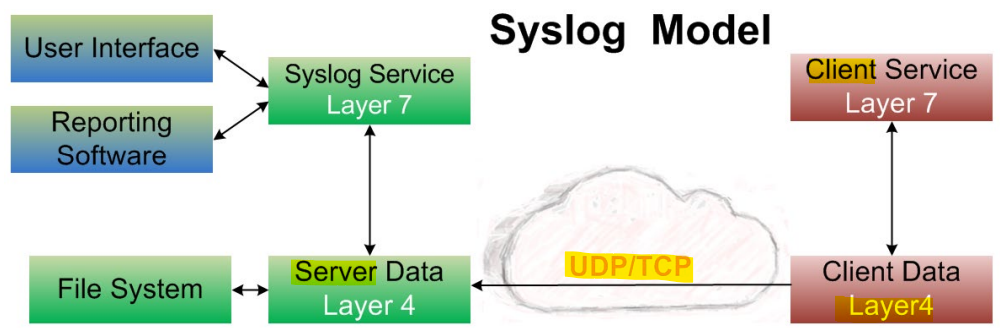 Syslog Model
User Interface
Reporting
Software
Syslog Service
Layer 7
Client Service
Layer 7
File System
Server Data
Layer 4
UDP/TCP
Client Data
Layer4